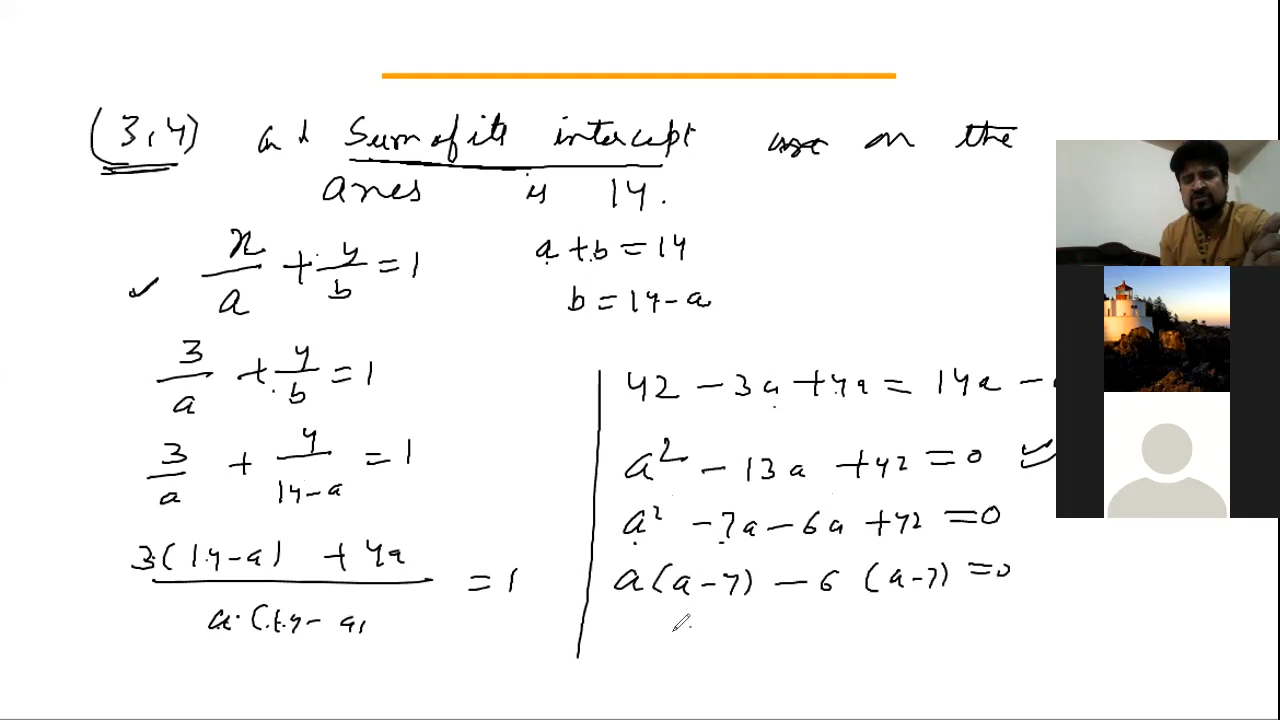 (3,4) and Sum of its intercept on the
axes is 14.
x/a + y/b = 1
a + b = 14
b = 14 - a
3/a + 4/b = 1
3/a + 4/14-a = 1
3(14-a) + 4a / a(14-a) = 1
42 - 3a + 4a = 14a -
a² - 13a + 42 = 0
a² - 7a - 6a + 42 = 0
a(a-7) - 6(a-7) = 0